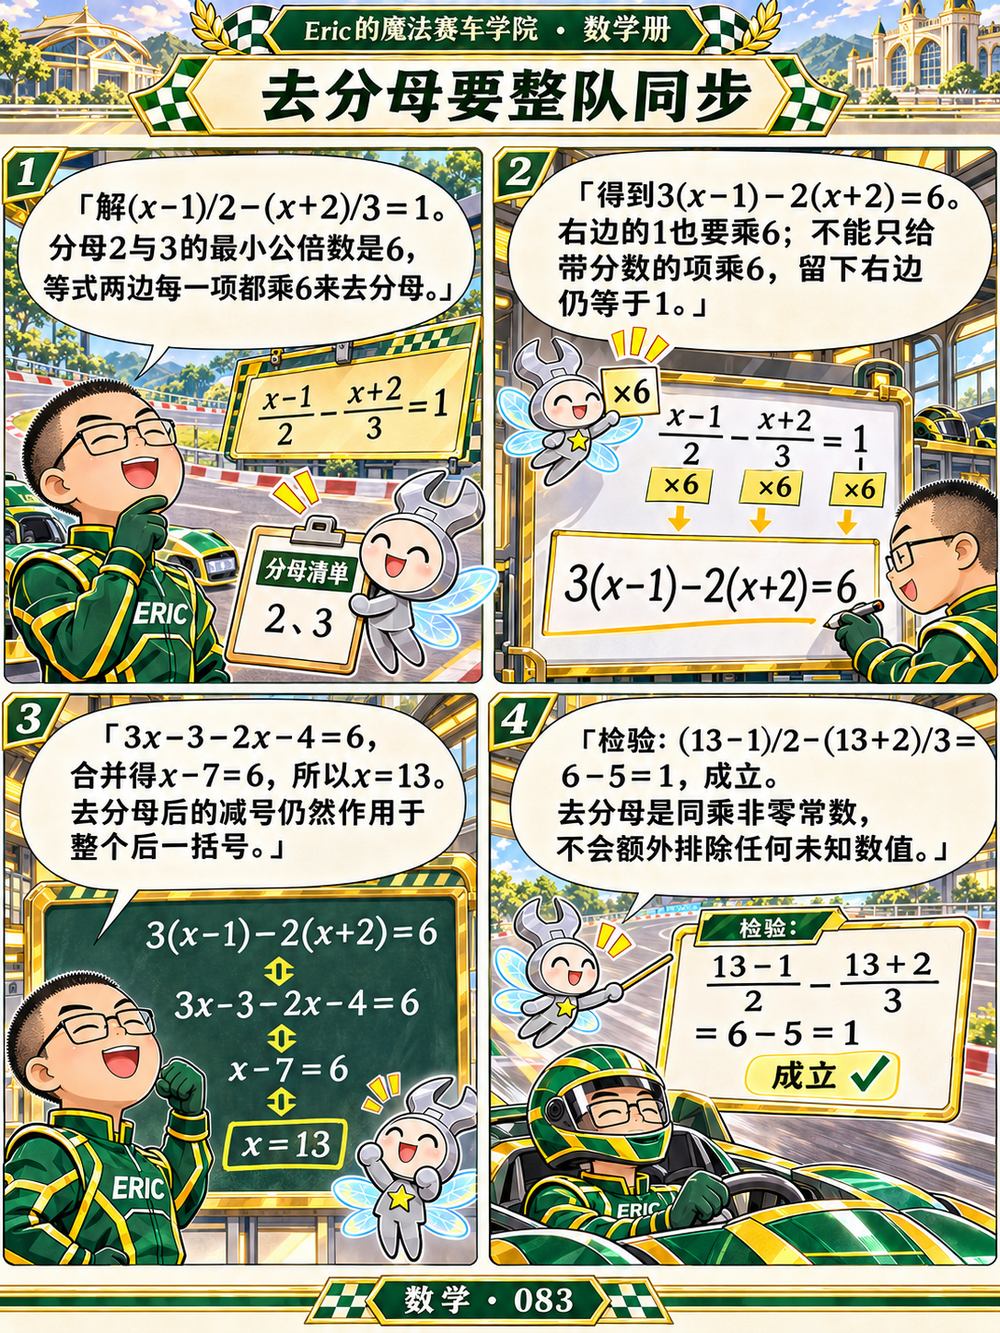 Eric的魔法赛车学院 · 数学册
去分母要整队同步
1
「解(x−1)/2−(x+2)/3=1。
分母2与3的最小公倍数是6,
等式两边每一项都乘6来去分母。」
x−1/2 − x+2/3 = 1
分母清单
2、3
ERIC
2
「得到3(x−1)−2(x+2)=6。
右边的1也要乘6；不能只给
带分数的项乘6，留下右边
仍等于1。」
×6
x−1/2 − x+2/3 = 1
×6 ×6 ×6
3(x−1)−2(x+2)=6
3
「3x−3−2x−4=6,
合并得x−7=6，所以x=13。
去分母后的减号仍然作用于
整个后一括号。」
3(x−1)−2(x+2)=6
3x−3−2x−4=6
x−7=6
x=13
ERIC
4
「检验：(13−1)/2−(13+2)/3=
6−5=1，成立。
去分母是同乘非零常数，
不会额外排除任何未知数值。」
检验：
13−1/2 − 13+2/3
=6−5=1
成立 ✓
ERIC
数学 · 083